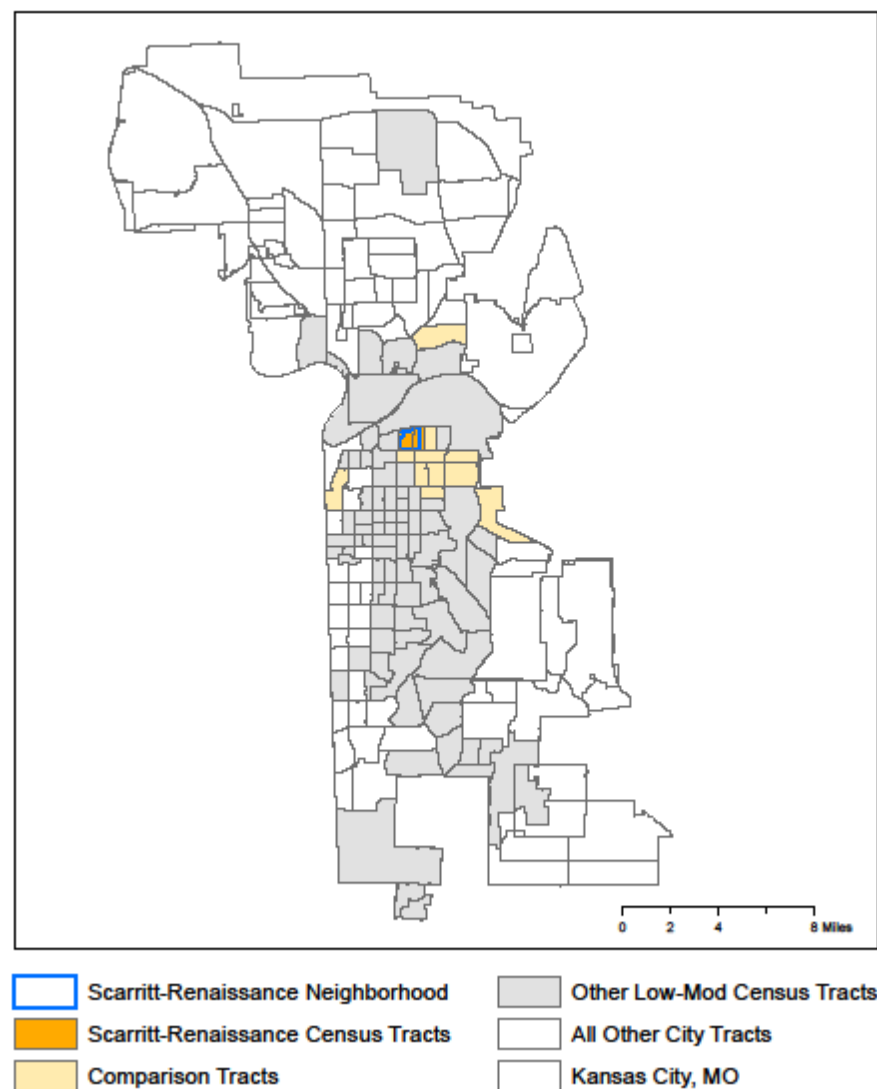 0 2 4 8 Miles
Scarritt-Renaissance Neighborhood
Scarritt-Renaissance Census Tracts
Comparison Tracts
Other Low-Mod Census Tracts
All Other City Tracts
Kansas City, MO